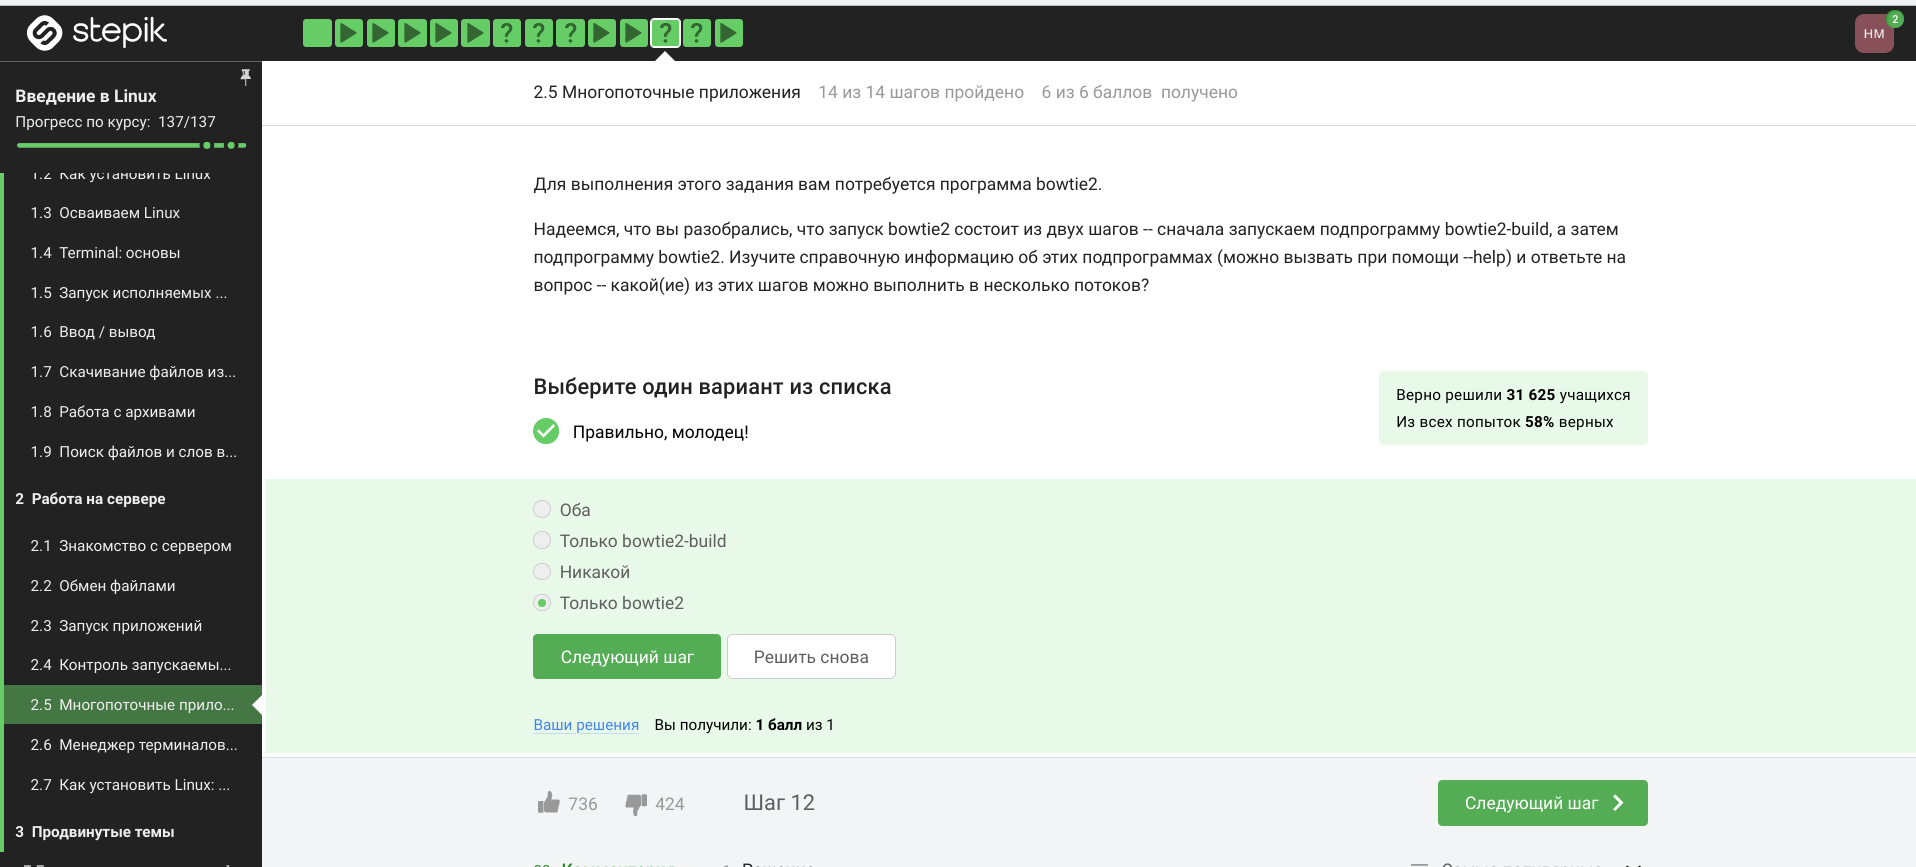 stepik
? ? ? ? ?
НМ
2
Введение в Linux
Прогресс по курсу: 137/137
1.2 Как установить Linux
1.3 Осваиваем Linux
1.4 Terminal: основы
1.5 Запуск исполняемых ...
1.6 Ввод / вывод
1.7 Скачивание файлов из...
1.8 Работа с архивами
1.9 Поиск файлов и слов в...
2 Работа на сервере
2.1 Знакомство с сервером
2.2 Обмен файлами
2.3 Запуск приложений
2.4 Контроль запускаемы...
2.5 Многопоточные прило...
2.6 Менеджер терминалов...
2.7 Как установить Linux: ...
3 Продвинутые темы
2.5 Многопоточные приложения 14 из 14 шагов пройдено 6 из 6 баллов получено
Для выполнения этого задания вам потребуется программа bowtie2.
Надеемся, что вы разобрались, что запуск bowtie2 состоит из двух шагов -- сначала запускаем подпрограмму bowtie2-build, а затем
подпрограмму bowtie2. Изучите справочную информацию об этих подпрограммах (можно вызвать при помощи --help) и ответьте на
вопрос -- какой(ие) из этих шагов можно выполнить в несколько потоков?
Выберите один вариант из списка
Правильно, молодец!
Верно решили 31 625 учащихся
Из всех попыток 58% верных
Оба
Только bowtie2-build
Никакой
Только bowtie2
Следующий шаг
Решить снова
Ваши решения Вы получили: 1 балл из 1
736 424 Шаг 12
Следующий шаг